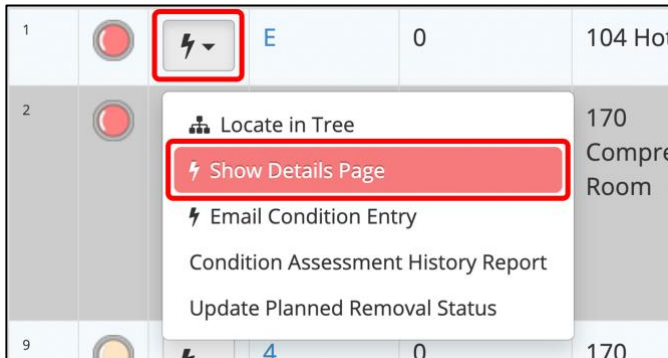 1 E 0 104 Hot
2 170
Locate in Tree
Compre
Show Details Page
Room
Email Condition Entry
Condition Assessment History Report
Update Planned Removal Status
9 4 0 170